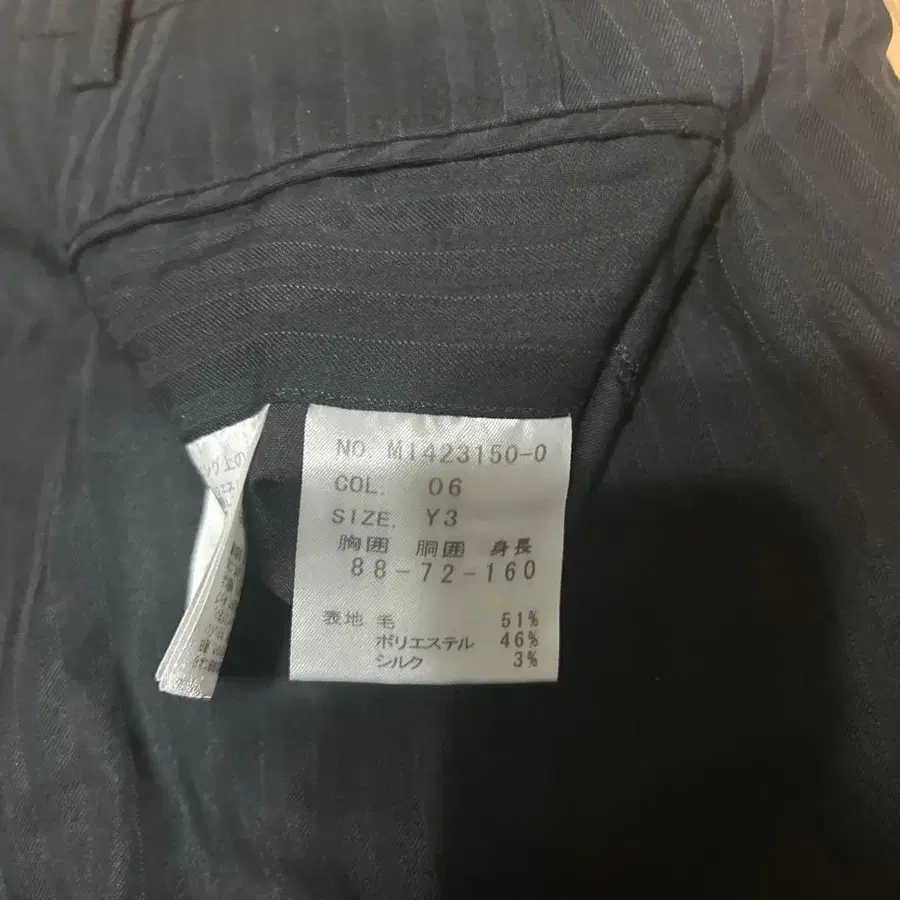 NO. MI423150-0
COL. 06
SIZE. Y3
胸囲 胴囲 身長
88-72-160
表地 毛 51%
ポリエステル 46%
シルク 3%